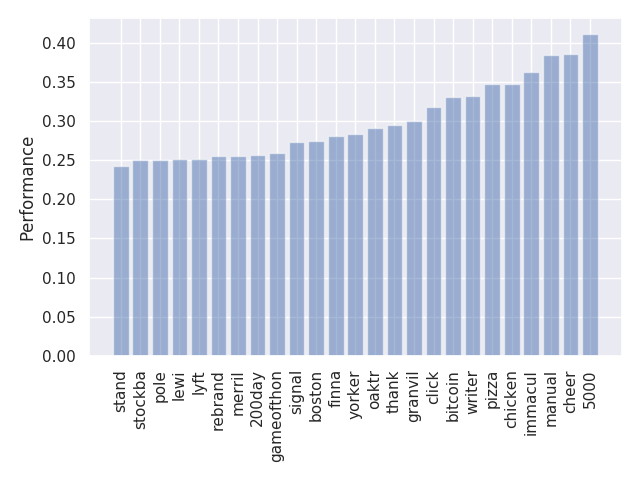 0.40
0.35
0.30
0.25
0.20
0.15
0.10
0.05
0.00
Performance
stand
stockba
pole
lewi
lyft
rebrand
merril
200day
gameofthon
signal
boston
finna
yorker
oaktr
thank
granvil
click
bitcoin
writer
pizza
chicken
immacul
manual
cheer
5000